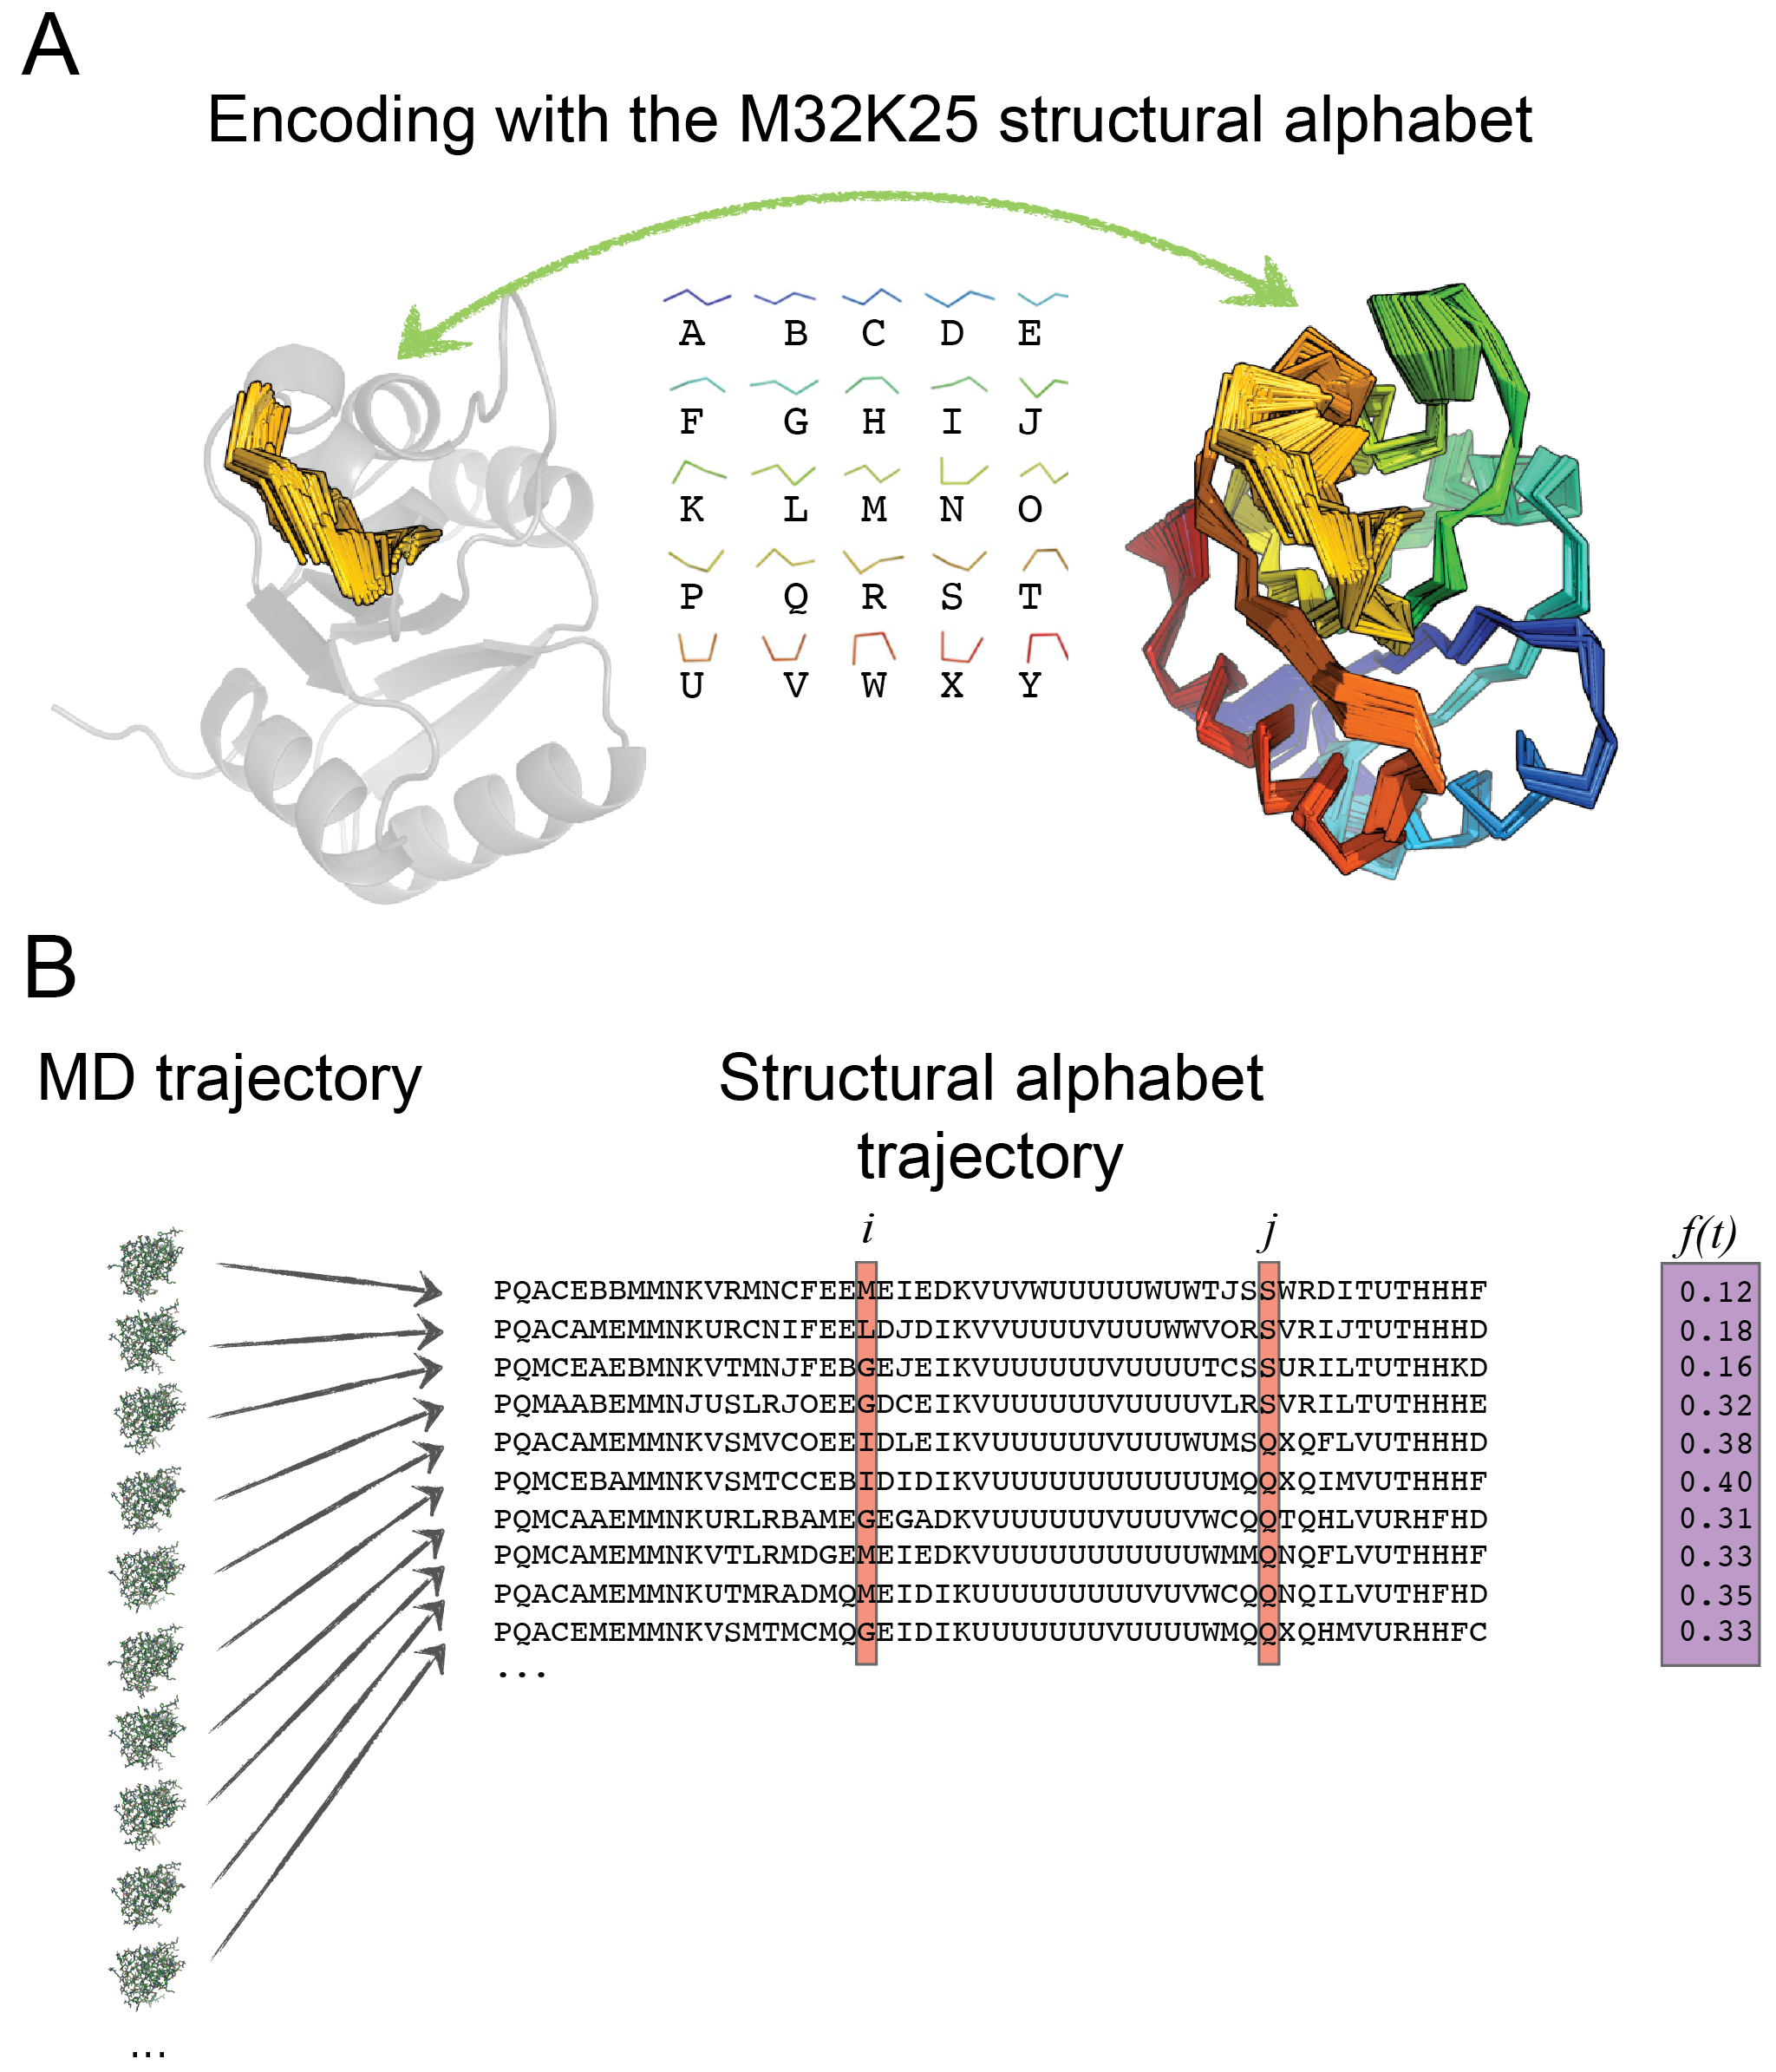 A
Encoding with the M32K25 structural alphabet
A B C D E
F G H I J
K L M N O
P Q R S T
U V W X Y
B
MD trajectory
Structural alphabet
trajectory
i j f(t)
PQACEBBMMNKVRMNCFEEMEIEDKVUVWUUUUUWUWTJSSWRDITUTHHHF 0.12
PQACAMEMMNKURCNIFEELDJDIKVVUUUUVUUUWWVORSVRIJTUTHHHD 0.18
PQMCEAEBMNKVTMNJFEBGEJEIKVUUUUUUVUUUUTCSSURILTUTHHKD 0.16
PQMAABEMMNJUSLRJOEEGDCEIKVUUUUUUVUUUUVLRSVRILTUTHHHE 0.32
PQACAMEMMNKVSMVCOEEIDLEIKVUUUUUUVUUUWUMSQXQFLVUTHHHD 0.38
PQMCEBAMMNKVSMTCCEBIDIDIKVUUUUUUUUUUUUMQQXQIMVUTHHHF 0.40
PQMCAAEMMNKURLRBAMEGEGADKVUUUUUUVUUUVWCQQTQHLVURHFHD 0.31
PQMCAMEMMNKVTLRMDGEMEIEDKVUUUUUUUUUUUWMMQNQFLVUTHHHF 0.33
PQACAMEMMNKUTMRADMQMEIDIKUUUUUUUUUVUVWCQQNQILVUTHFHD 0.35
PQACEMEMMNKVSMTMCMQGEIDIKUUUUUUUVUUUUWMQQXQHMVURHHFC 0.33
...
...